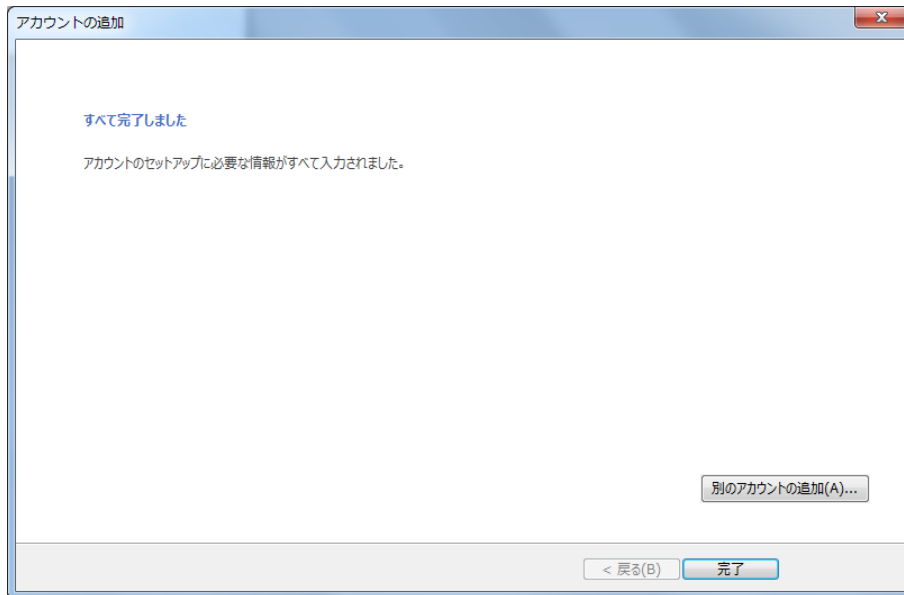 アカウントの追加
すべて完了しました
アカウントのセットアップに必要な情報がすべて入力されました。
別のアカウントの追加(A)...
< 戻る(B)
完了